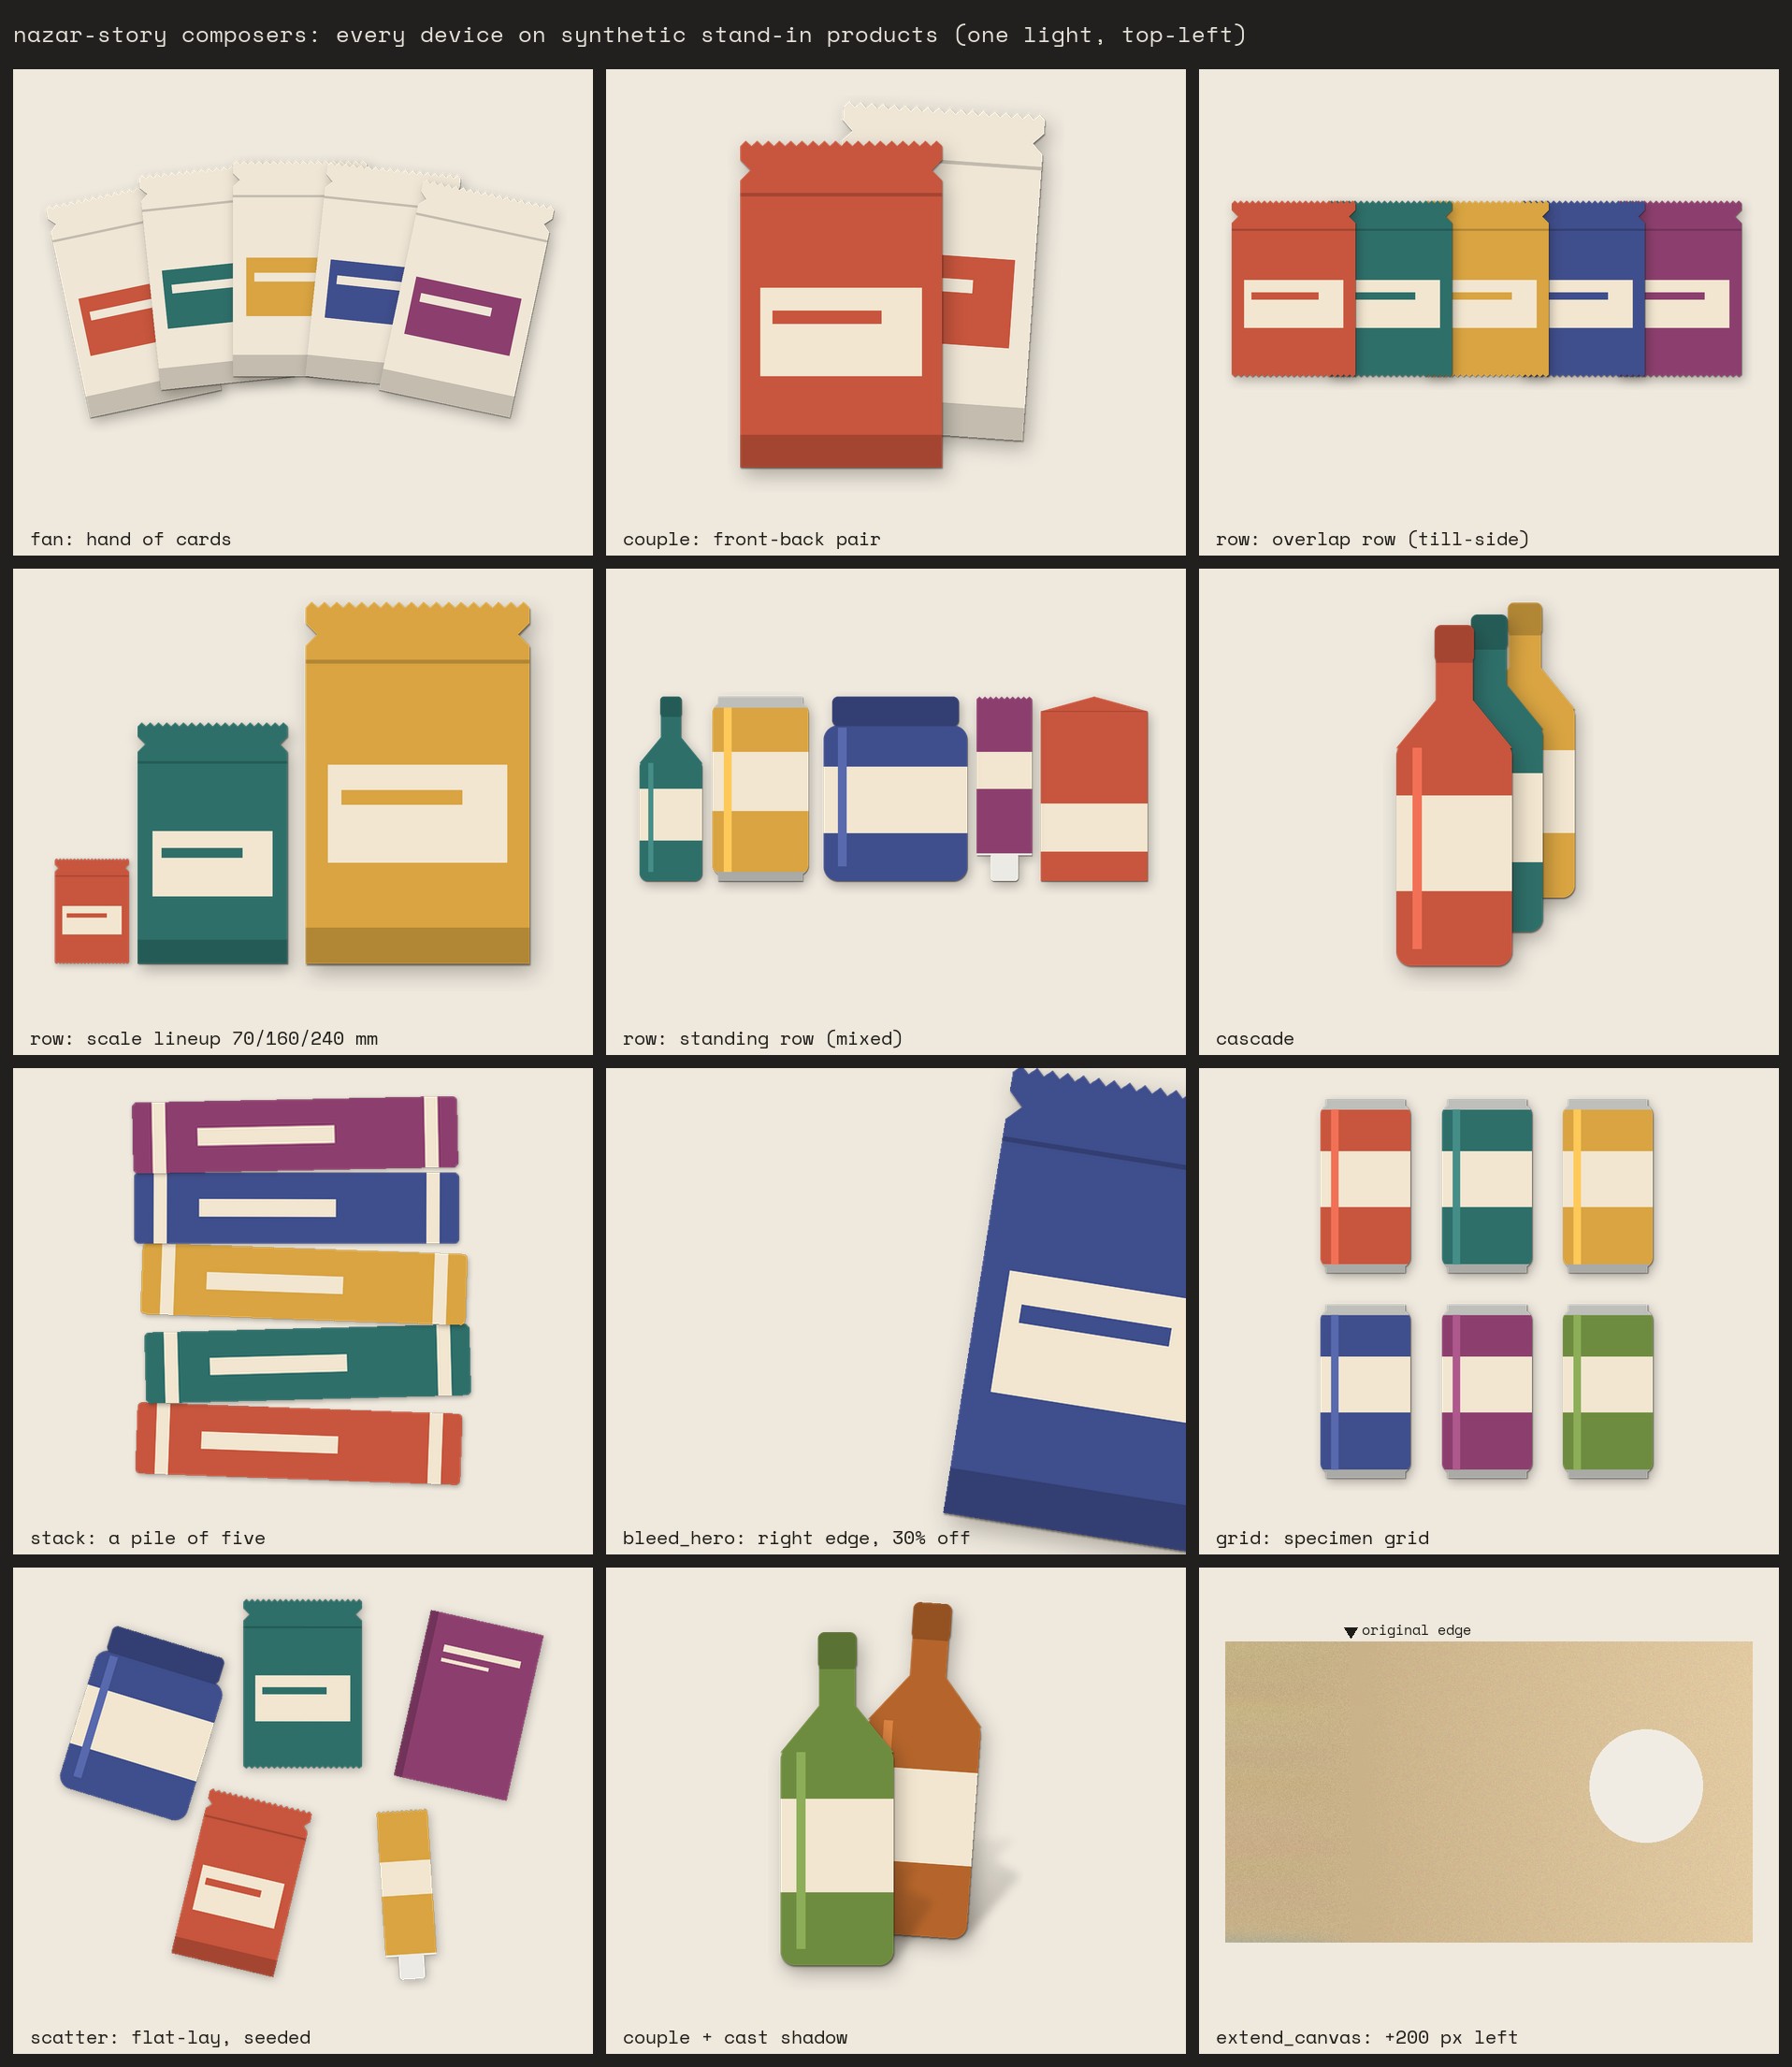 nazar-story composers: every device on synthetic stand-in products (one light, top-left)
fan: hand of cards
couple: front-back pair
row: overlap row (till-side)
row: scale lineup 70/160/240 mm
row: standing row (mixed)
cascade
stack: a pile of five
bleed_hero: right edge, 30% off
grid: specimen grid
original edge
scatter: flat-lay, seeded
couple + cast shadow
extend_canvas: +200 px left